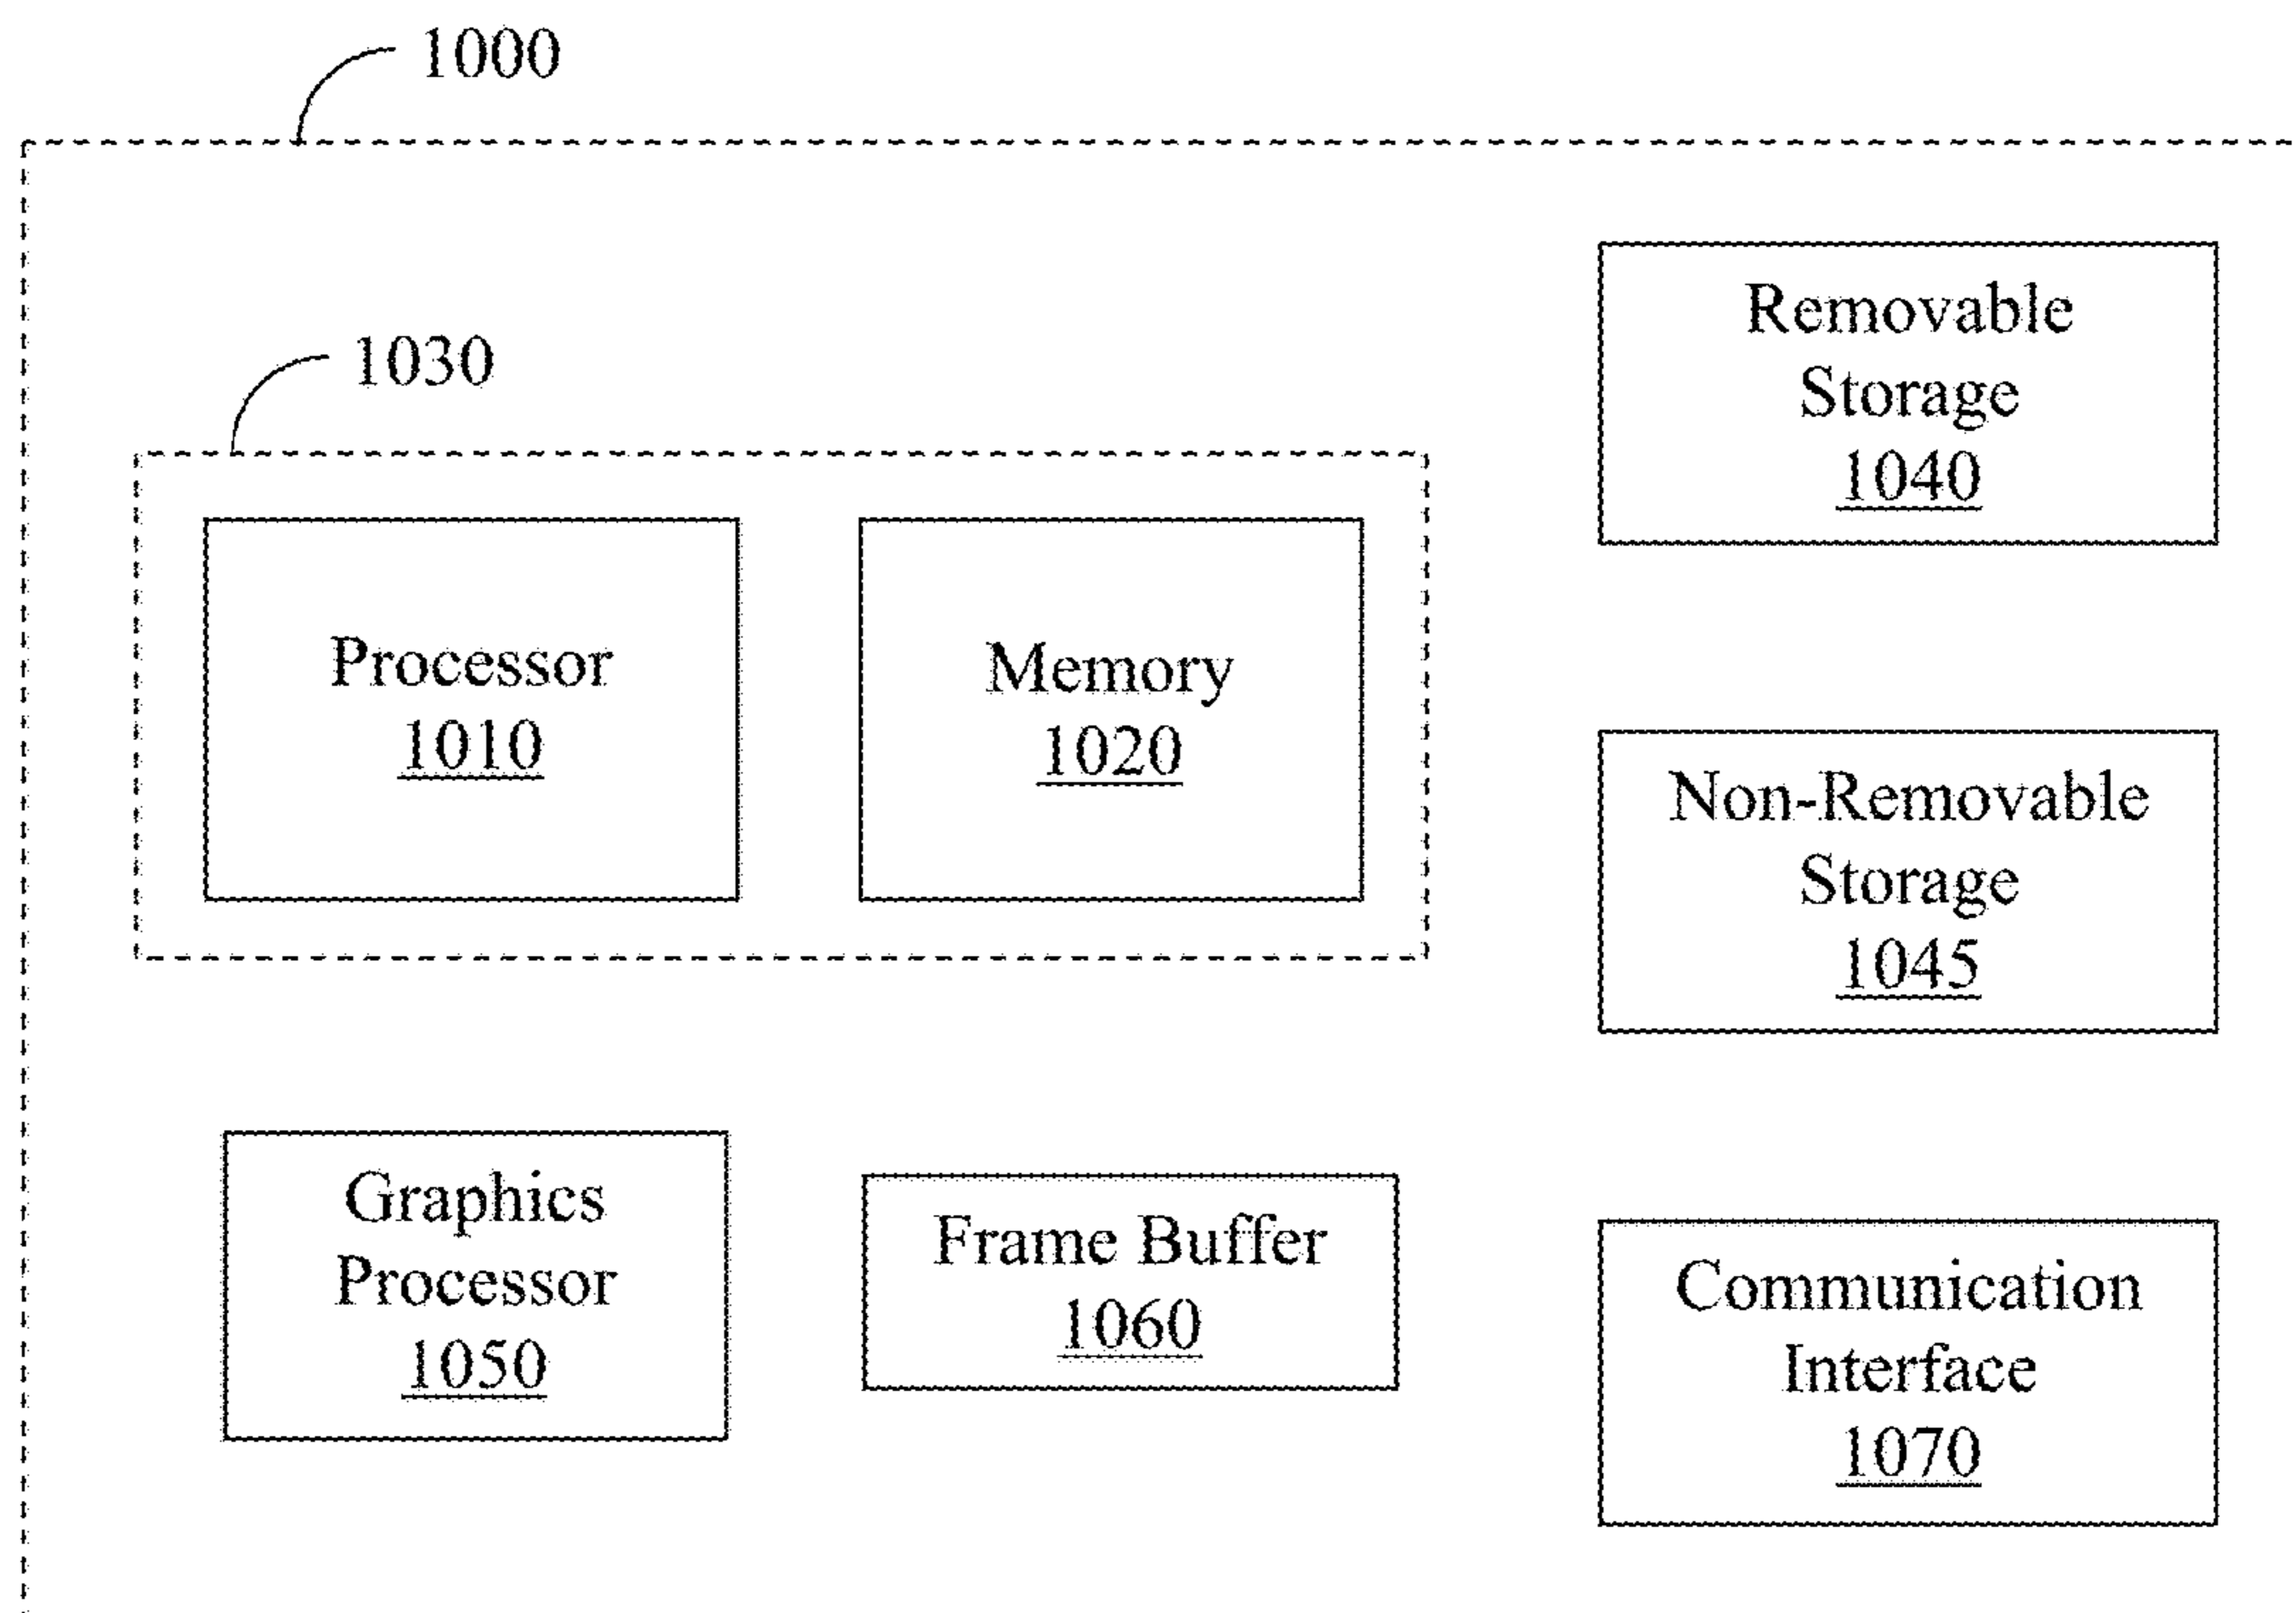 1000
1030
Processor
1010
Memory
1020
Removable
Storage
1040
Non-Removable
Storage
1045
Graphics
Processor
1050
Frame Buffer
1060
Communication
Interface
1070